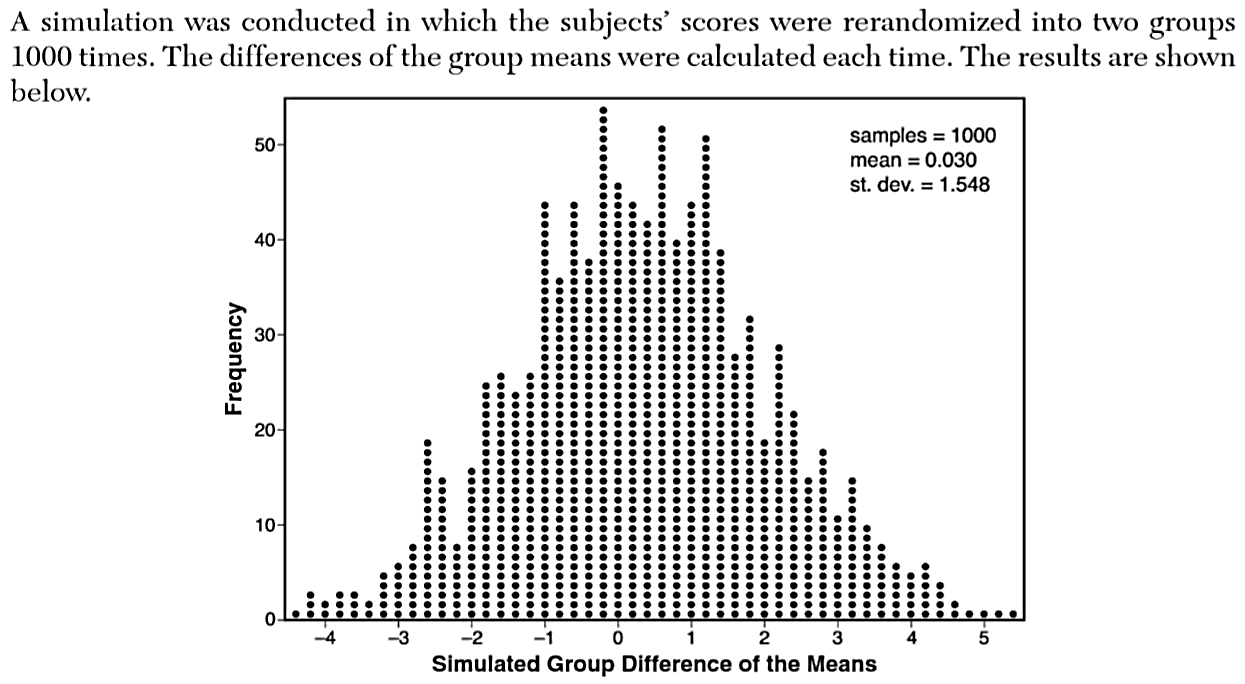 A simulation was conducted in which the subjects’ scores were rerandomized into two groups
1000 times. The differences of the group means were calculated each time. The results are shown
below.
samples = 1000
mean = 0.030
st. dev. = 1.548
Frequency
50
40
30
20
10
0
–4 –3 –2 –1 0 1 2 3 4 5
Simulated Group Difference of the Means